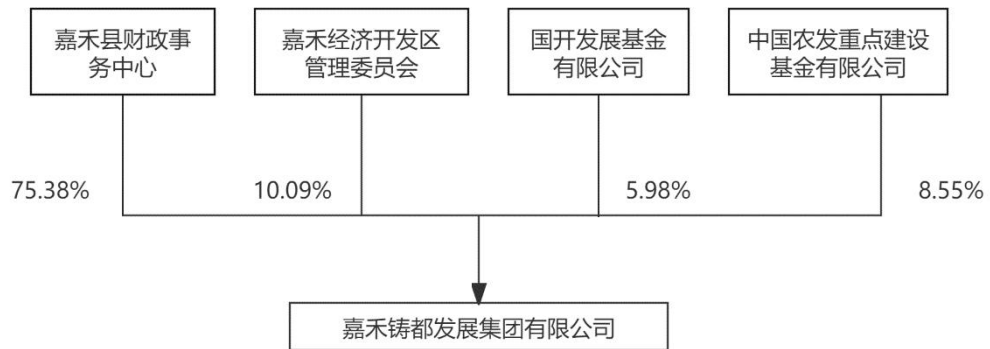 嘉禾县财政事
务中心
嘉禾经济开发区
管理委员会
国开发展基金
有限公司
中国农发重点建设
基金有限公司
75.38%
10.09%
5.98%
8.55%
嘉禾铸都发展集团有限公司